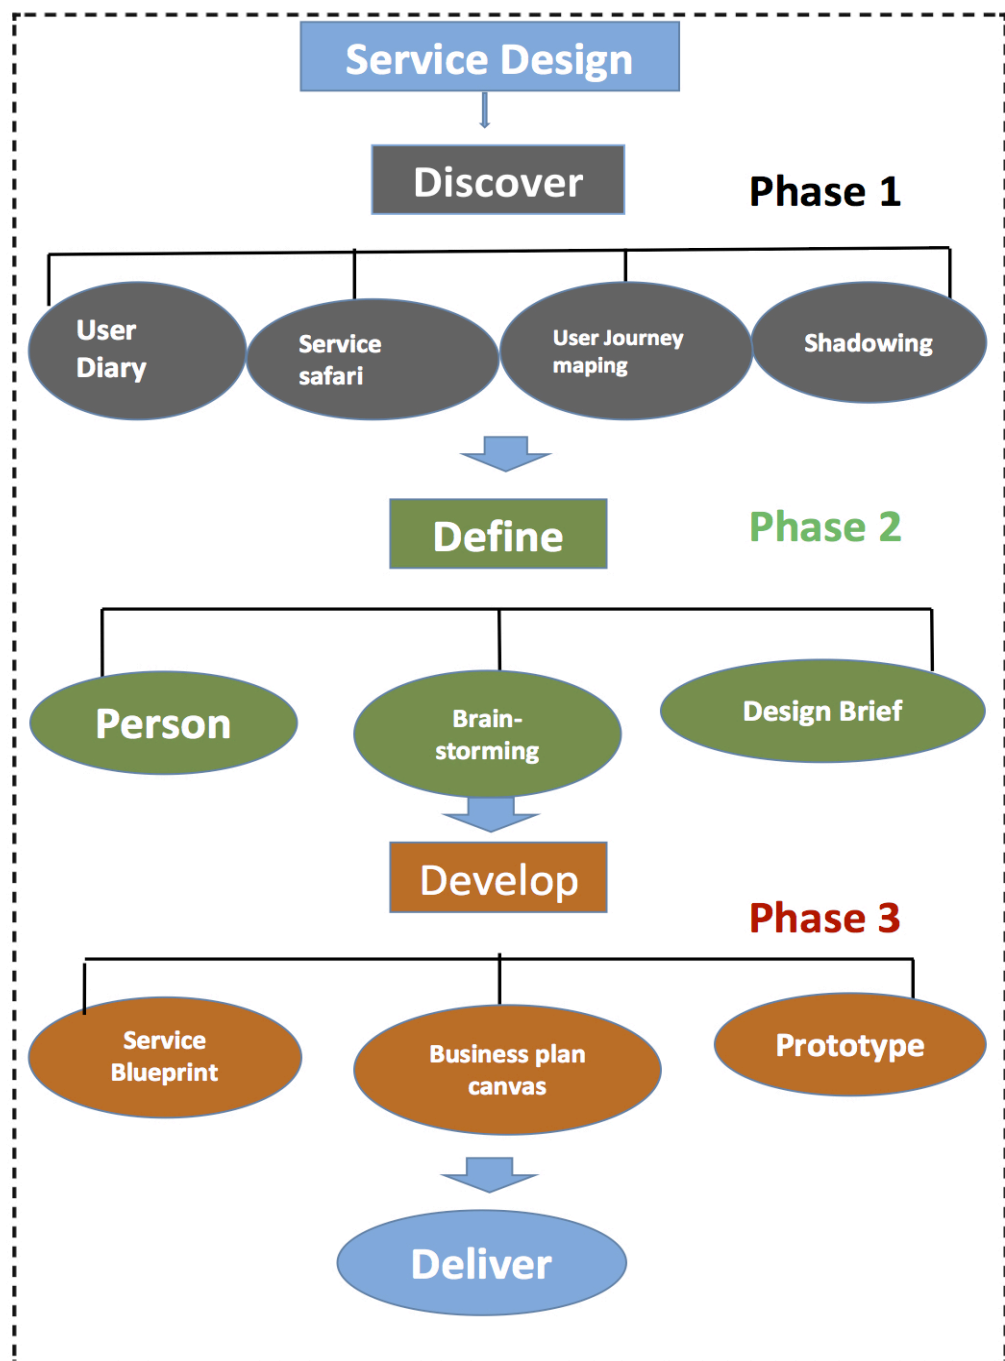 Service Design
Discover
Phase 1
User
Diary
Service
safari
User Journey
maping
Shadowing
Define
Phase 2
Person
Brain-
storming
Design Brief
Develop
Phase 3
Service
Blueprint
Business plan
canvas
Prototype
Deliver